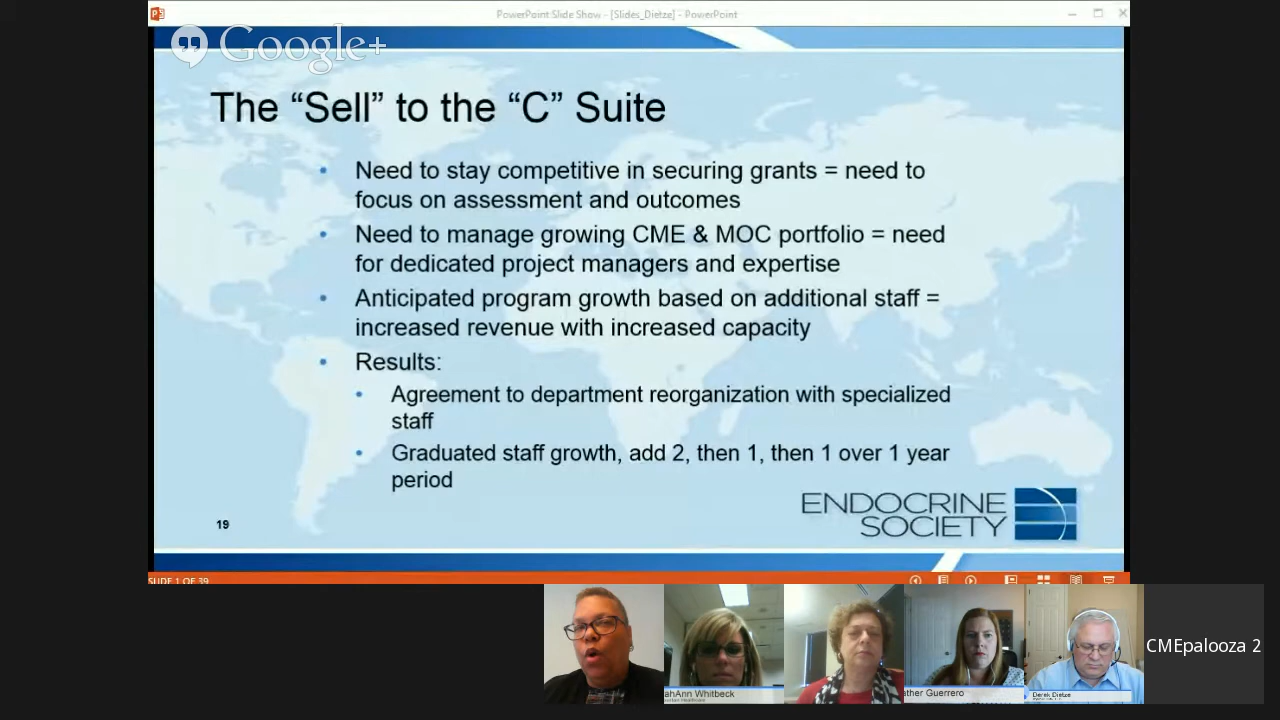 PowerPoint Slide Show - [Slides_Dietze] - PowerPoint
Google+
The “Sell” to the “C” Suite
• Need to stay competitive in securing grants = need to
focus on assessment and outcomes
• Need to manage growing CME & MOC portfolio = need
for dedicated project managers and expertise
• Anticipated program growth based on additional staff =
increased revenue with increased capacity
• Results:
• Agreement to department reorganization with specialized
staff
• Graduated staff growth, add 2, then 1, then 1 over 1 year
period
ENDOCRINE
SOCIETY
19
SLIDE 1 OF 39
ahAnn Whitbeck
ather Guerrero
Derek Dietze
CMEpalooza 2